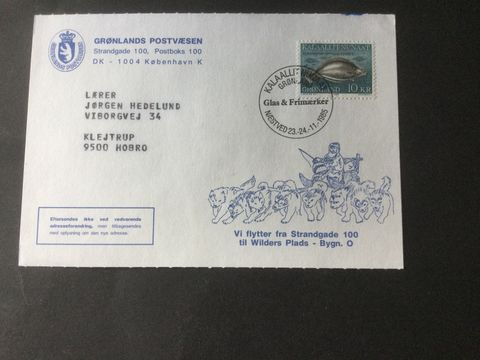 GRØNLANDS POSTVÆSEN
Strandgade 100, Postboks 100
DK - 1004 København K
LÆRER
JØRGEN HEDELUND
VIBORGVEJ 34
KLEJTRUP
9500 HOBRO
KALAALLIT NUNAAT
GRØNLAND 10 KR
KALAALLIT
GRØN
Glas & Frimærker
NÆSTVED 23.-24.-11.-1985
Eftersendes ikke ved vedvarende
adresseforandring, men tilbagesendes
med oplysning om den nye adresse.
Vi flytter fra Strandgade 100
til Wilders Plads - Bygn. O